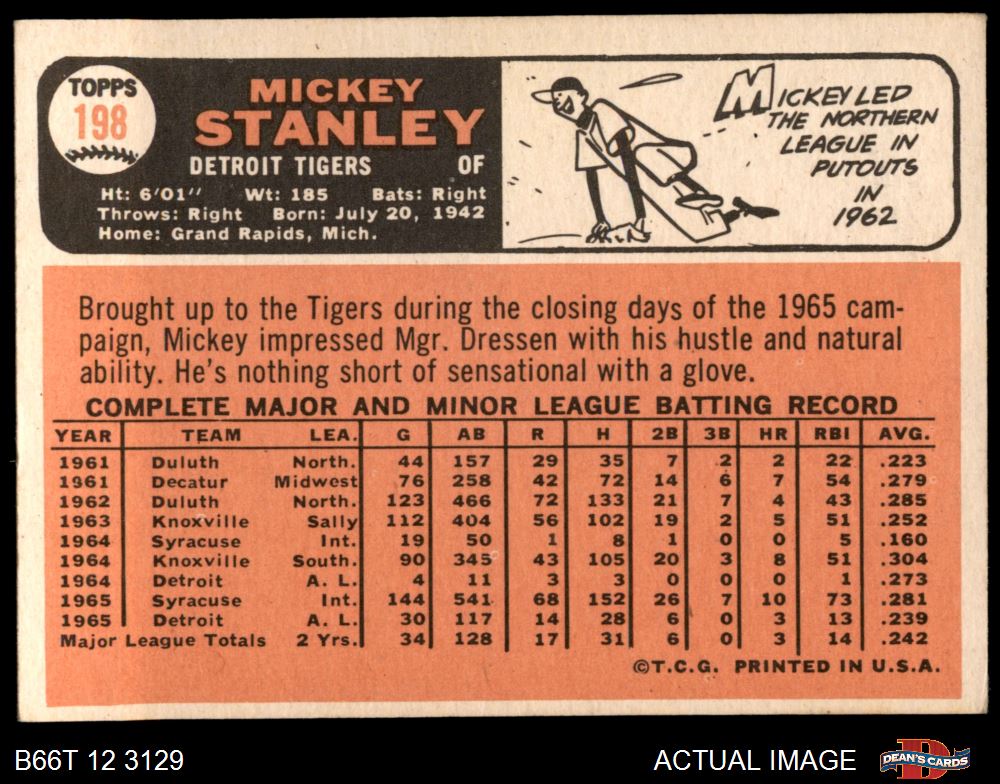 TOPPS
198
MICKEY
STANLEY
DETROIT TIGERS OF
Ht: 6'01" Wt: 185 Bats: Right
Throws: Right Born: July 20, 1942
Home: Grand Rapids, Mich.
MICKEY LED
THE NORTHERN
LEAGUE IN
PUTOUTS
IN
1962
Brought up to the Tigers during the closing days of the 1965 cam-
paign, Mickey impressed Mgr. Dressen with his hustle and natural
ability. He's nothing short of sensational with a glove.
COMPLETE MAJOR AND MINOR LEAGUE BATTING RECORD
YEAR TEAM LEA. G AB R H 2B 3B HR RBI AVG.
1961 Duluth North. 44 157 29 35 7 2 2 22 .223
1961 Decatur Midwest 76 258 42 72 14 6 7 54 .279
1962 Duluth North. 123 466 72 133 21 7 4 43 .285
1963 Knoxville Sally 112 404 56 102 19 2 5 51 .252
1964 Syracuse Int. 19 50 1 8 1 0 0 5 .160
1964 Knoxville South. 90 345 43 105 20 3 8 51 .304
1964 Detroit A. L. 4 11 3 3 0 0 0 1 .273
1965 Syracuse Int. 144 541 68 152 26 7 10 73 .281
1965 Detroit A. L. 30 117 14 28 6 0 3 13 .239
Major League Totals 2 Yrs. 34 128 17 31 6 0 3 14 .242
©T.C.G. PRINTED IN U.S.A.
B66T 12 3129 ACTUAL IMAGE
D
DEAN'S CARDS